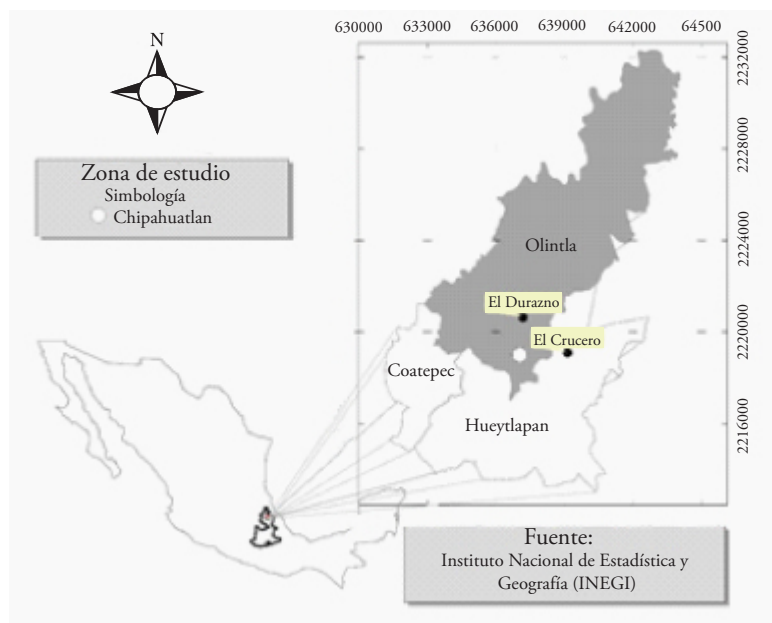 630000 633000 636000 639000 642000 64500
N
2232000
2228000
2224000
2220000
2216000
Zona de estudio
Simbología
Chipahuatlan
Olintla
El Durazno
El Crucero
Coatepec
Hueytlapan
Fuente:
Instituto Nacional de Estadística y
Geografía (INEGI)